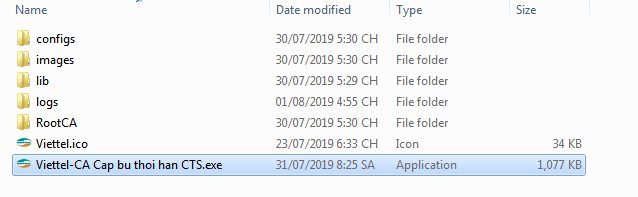 Name Date modified Type Size
configs 30/07/2019 5:30 CH File folder
images 30/07/2019 5:30 CH File folder
lib 30/07/2019 5:29 CH File folder
logs 01/08/2019 4:55 CH File folder
RootCA 30/07/2019 5:30 CH File folder
Viettel.ico 23/07/2019 6:33 CH Icon 34 KB
Viettel-CA Cap bu thoi han CTS.exe 31/07/2019 8:25 SA Application 1,077 KB